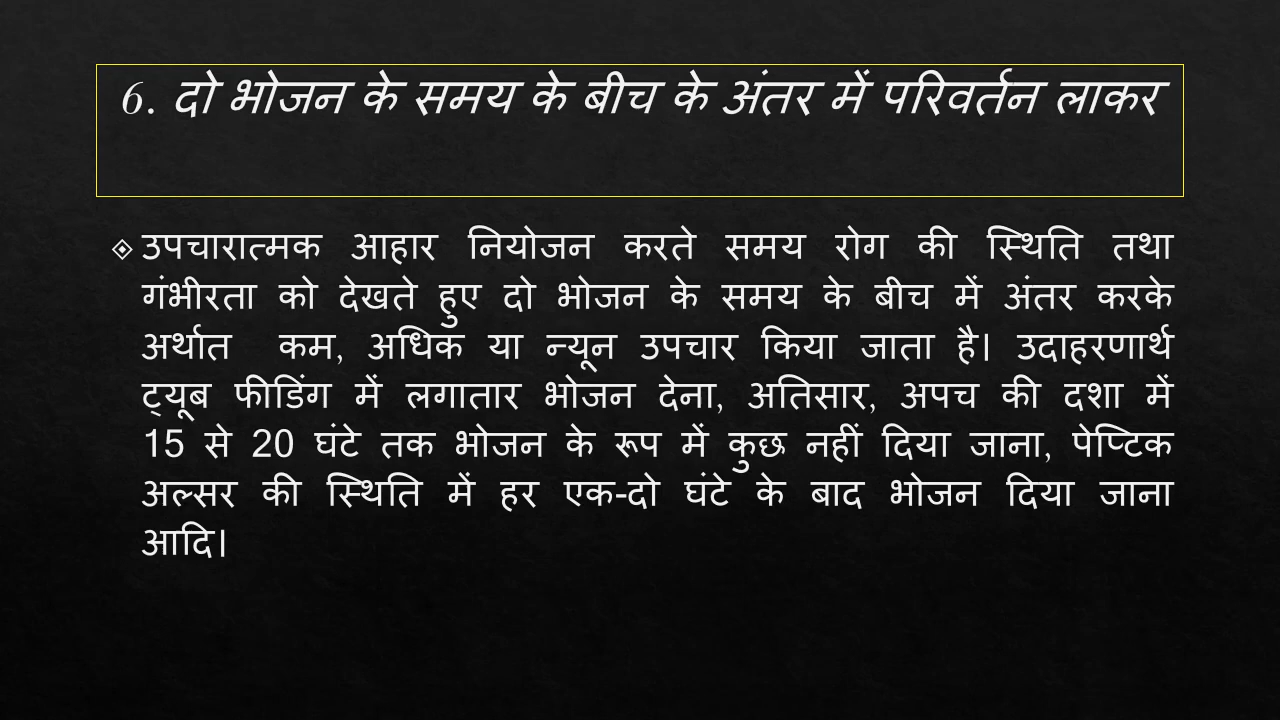 6. दो भोजन के समय के बीच के अंतर में परिवर्तन लाकर
उपचारात्मक आहार नियोजन करते समय रोग की स्थिति तथा
गंभीरता को देखते हुए दो भोजन के समय के बीच में अंतर करके
अर्थात कम, अधिक या न्यून उपचार किया जाता है। उदाहरणार्थ
ट्यूब फीडिंग में लगातार भोजन देना, अतिसार, अपच की दशा में
15 से 20 घंटे तक भोजन के रूप में कुछ नहीं दिया जाना, पेप्टिक
अल्सर की स्थिति में हर एक-दो घंटे के बाद भोजन दिया जाना
आदि।